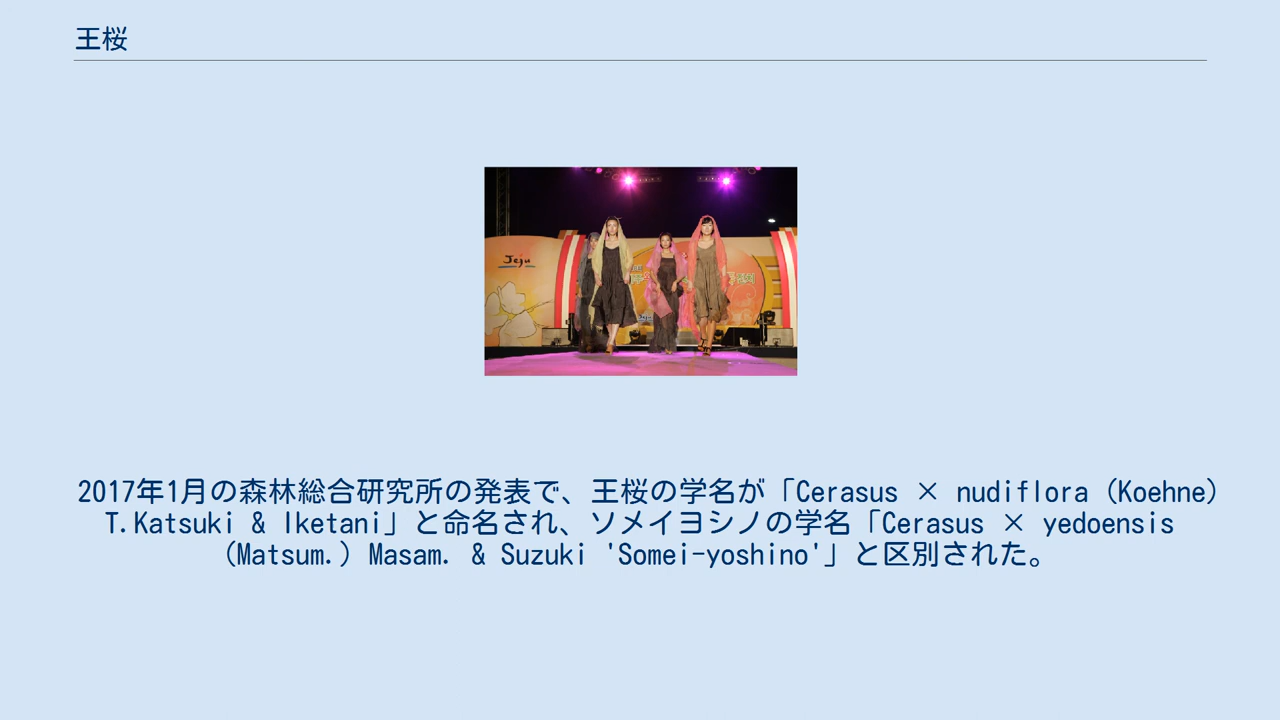 王桜
Jeju
2017年1月の森林総合研究所の発表で、王桜の学名が「Cerasus × nudiflora (Koehne)
T.Katsuki & Iketani」と命名され、ソメイヨシノの学名「Cerasus × yedoensis
(Matsum.) Masam. & Suzuki 'Somei-yoshino'」と区別された。